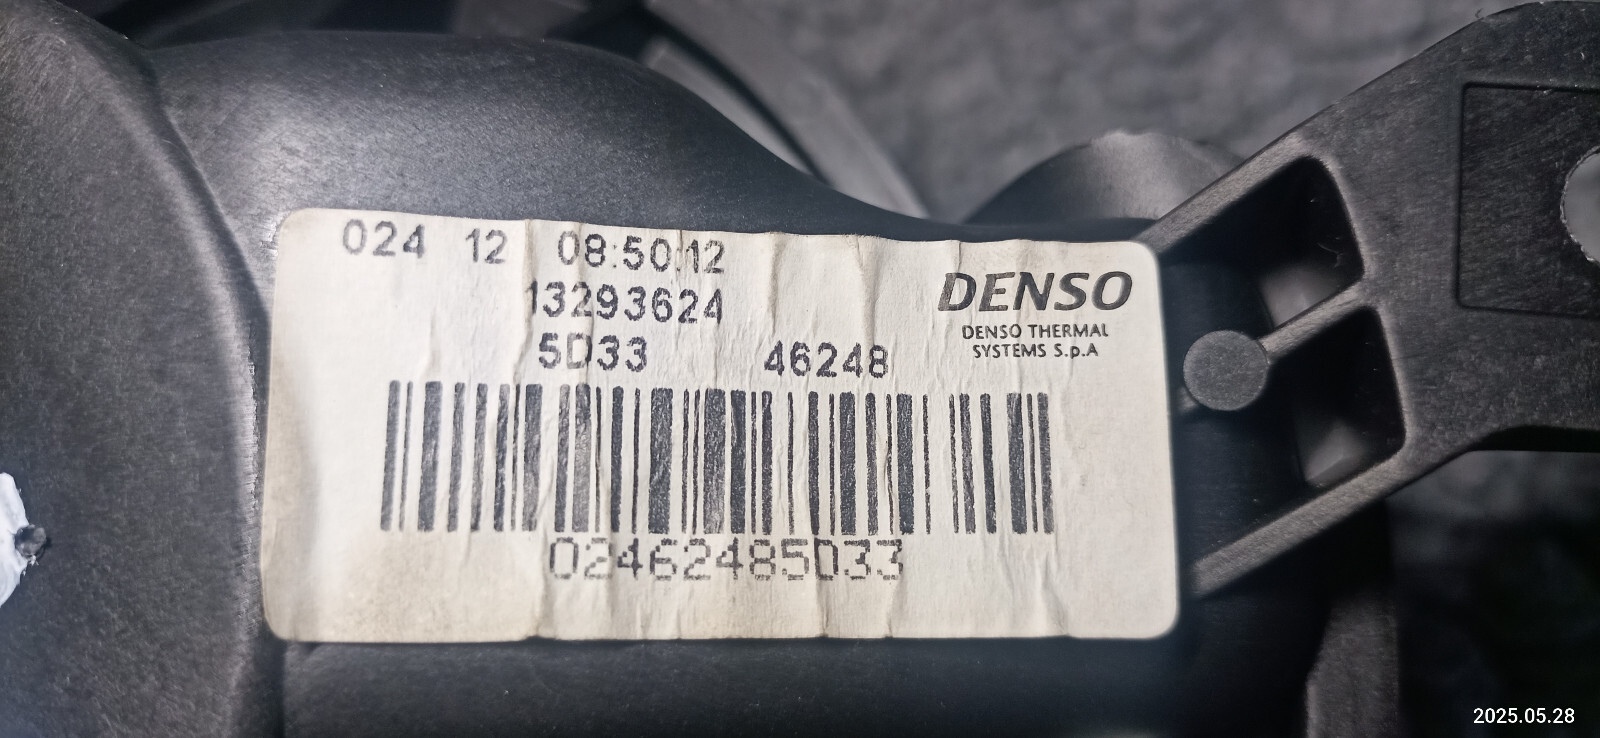 024 12 08:50:12
13293624
5D33 46248
DENSO
DENSO THERMAL
SYSTEMS S.p.A
02462485D33
2025.05.28